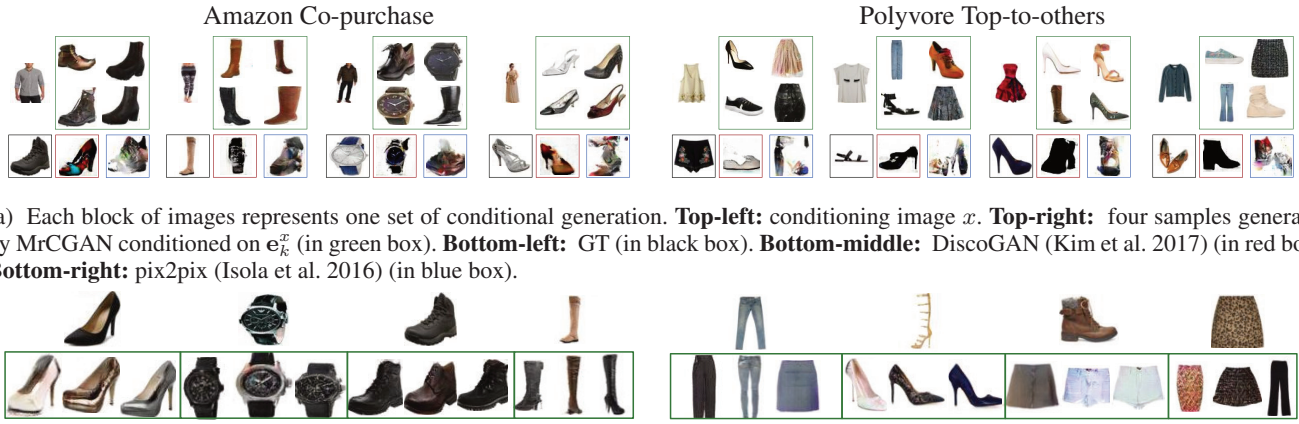 Amazon Co-purchase
Polyvore Top-to-others
a) Each block of images represents one set of conditional generation. Top-left: conditioning image x. Top-right: four samples genera
y MrCGAN conditioned on e_k^x (in green box). Bottom-left: GT (in black box). Bottom-middle: DiscoGAN (Kim et al. 2017) (in red bo
Bottom-right: pix2pix (Isola et al. 2016) (in blue box).